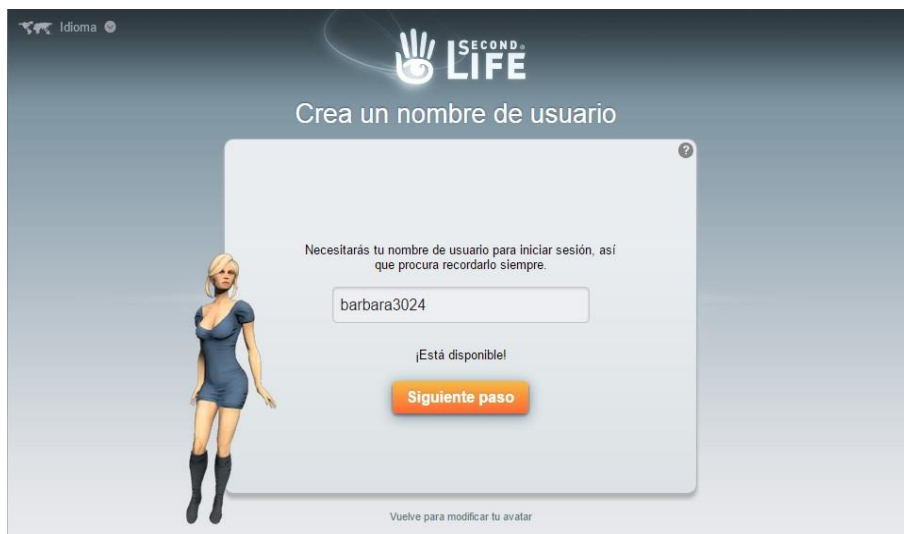 Idioma
SECOND
LIFE
Crea un nombre de usuario
?
Necesitarás tu nombre de usuario para iniciar sesión, así
que procura recordarlo siempre.
barbara3024
¡Está disponible!
Siguiente paso
Vuelve para modificar tu avatar